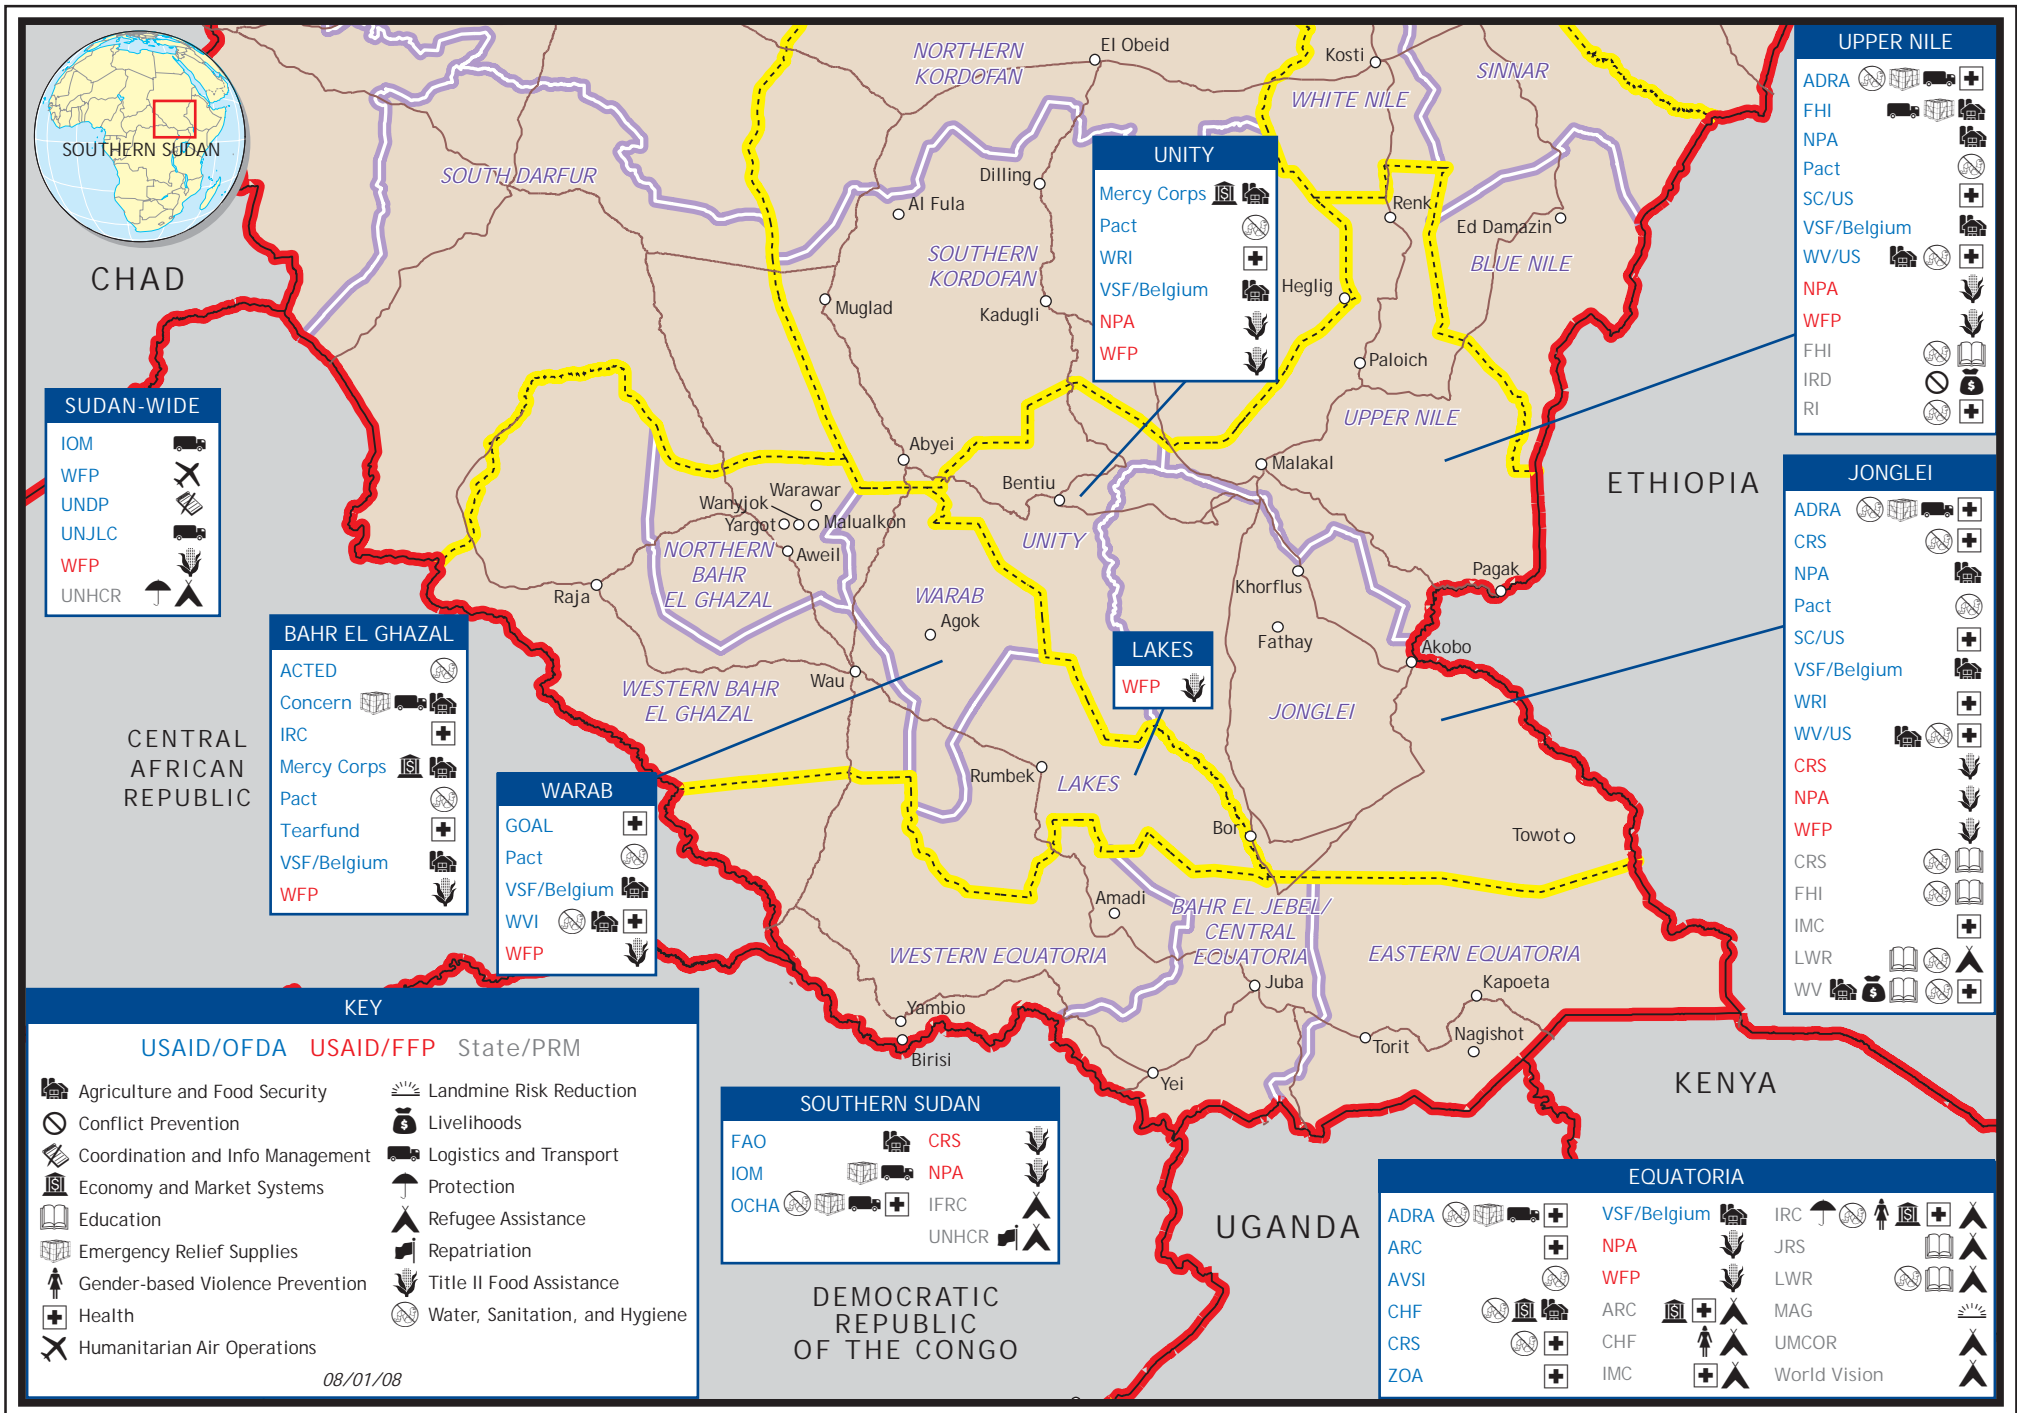 SOUTHERN SUDAN
CHAD
NORTHERN
KORDOFAN
El Obeid
Kosti
SINNAR
WHITE NILE
SOUTH DARFUR
Dilling
Al Fula
SOUTHERN
KORDOFAN
Muglad
Kadugli
Renk
Ed Damazin
BLUE NILE
Heglig
Paloich
UPPER NILE
Abyei
Malakal
Bentiu
ETHIOPIA
Warawar
Wanyjok
Yargot
Malualkon
Aweil
NORTHERN
BAHR
EL GHAZAL
UNITY
Raja
WARAB
Agok
Khorflus
Pagak
Fathay
Akobo
Wau
WESTERN BAHR
EL GHAZAL
JONGLEI
CENTRAL
AFRICAN
REPUBLIC
Rumbek
LAKES
Bor
Towot
Amadi
BAHR EL JEBEL/
CENTRAL
EQUATORIA
WESTERN EQUATORIA
EASTERN EQUATORIA
Juba
Kapoeta
Yambio
Birisi
Torit
Nagishot
Yei
KENYA
UGANDA
DEMOCRATIC
REPUBLIC
OF THE CONGO
UPPER NILE
ADRA
FHI
NPA
Pact
SC/US
VSF/Belgium
WV/US
NPA
WFP
FHI
IRD
RI
UNITY
Mercy Corps
Pact
WRI
VSF/Belgium
NPA
WFP
SUDAN-WIDE
IOM
WFP
UNDP
UNJLC
WFP
UNHCR
JONGLEI
ADRA
CRS
NPA
Pact
SC/US
VSF/Belgium
WRI
WV/US
CRS
NPA
WFP
CRS
FHI
IMC
LWR
WV
BAHR EL GHAZAL
ACTED
Concern
IRC
Mercy Corps
Pact
Tearfund
VSF/Belgium
WFP
LAKES
WFP
WARAB
GOAL
Pact
VSF/Belgium
WVI
WFP
KEY
USAID/OFDA USAID/FFP State/PRM
Agriculture and Food Security
Conflict Prevention
Coordination and Info Management
Economy and Market Systems
Education
Emergency Relief Supplies
Gender-based Violence Prevention
Health
Humanitarian Air Operations
Landmine Risk Reduction
Livelihoods
Logistics and Transport
Protection
Refugee Assistance
Repatriation
Title II Food Assistance
Water, Sanitation, and Hygiene
08/01/08
SOUTHERN SUDAN
FAO
IOM
OCHA
CRS
NPA
IFRC
UNHCR
EQUATORIA
ADRA
ARC
AVSI
CHF
CRS
ZOA
VSF/Belgium
NPA
WFP
ARC
CHF
IMC
IRC
JRS
LWR
MAG
UMCOR
World Vision